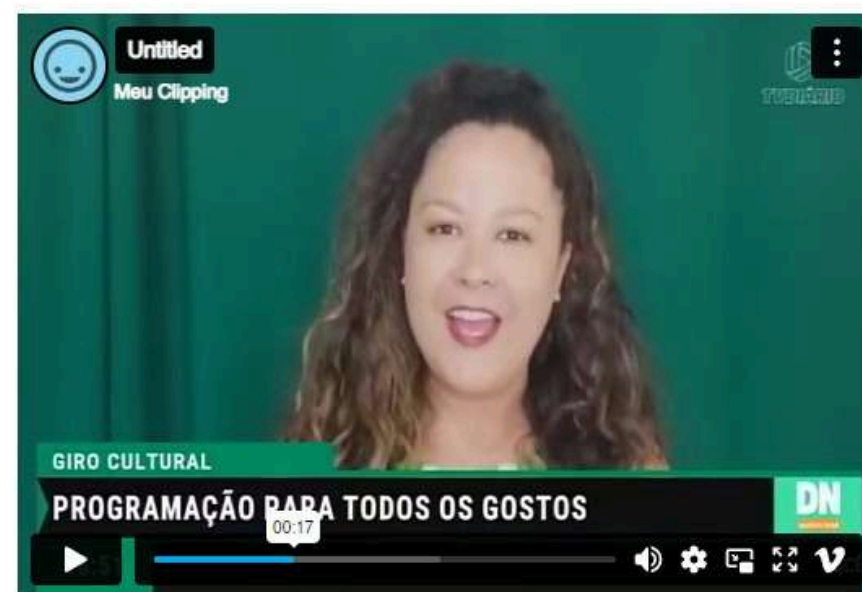 Untitled
Meu Clipping
TVDIÁRIO
GIRO CULTURAL
PROGRAMAÇÃO PARA TODOS OS GOSTOS
DN
00:17